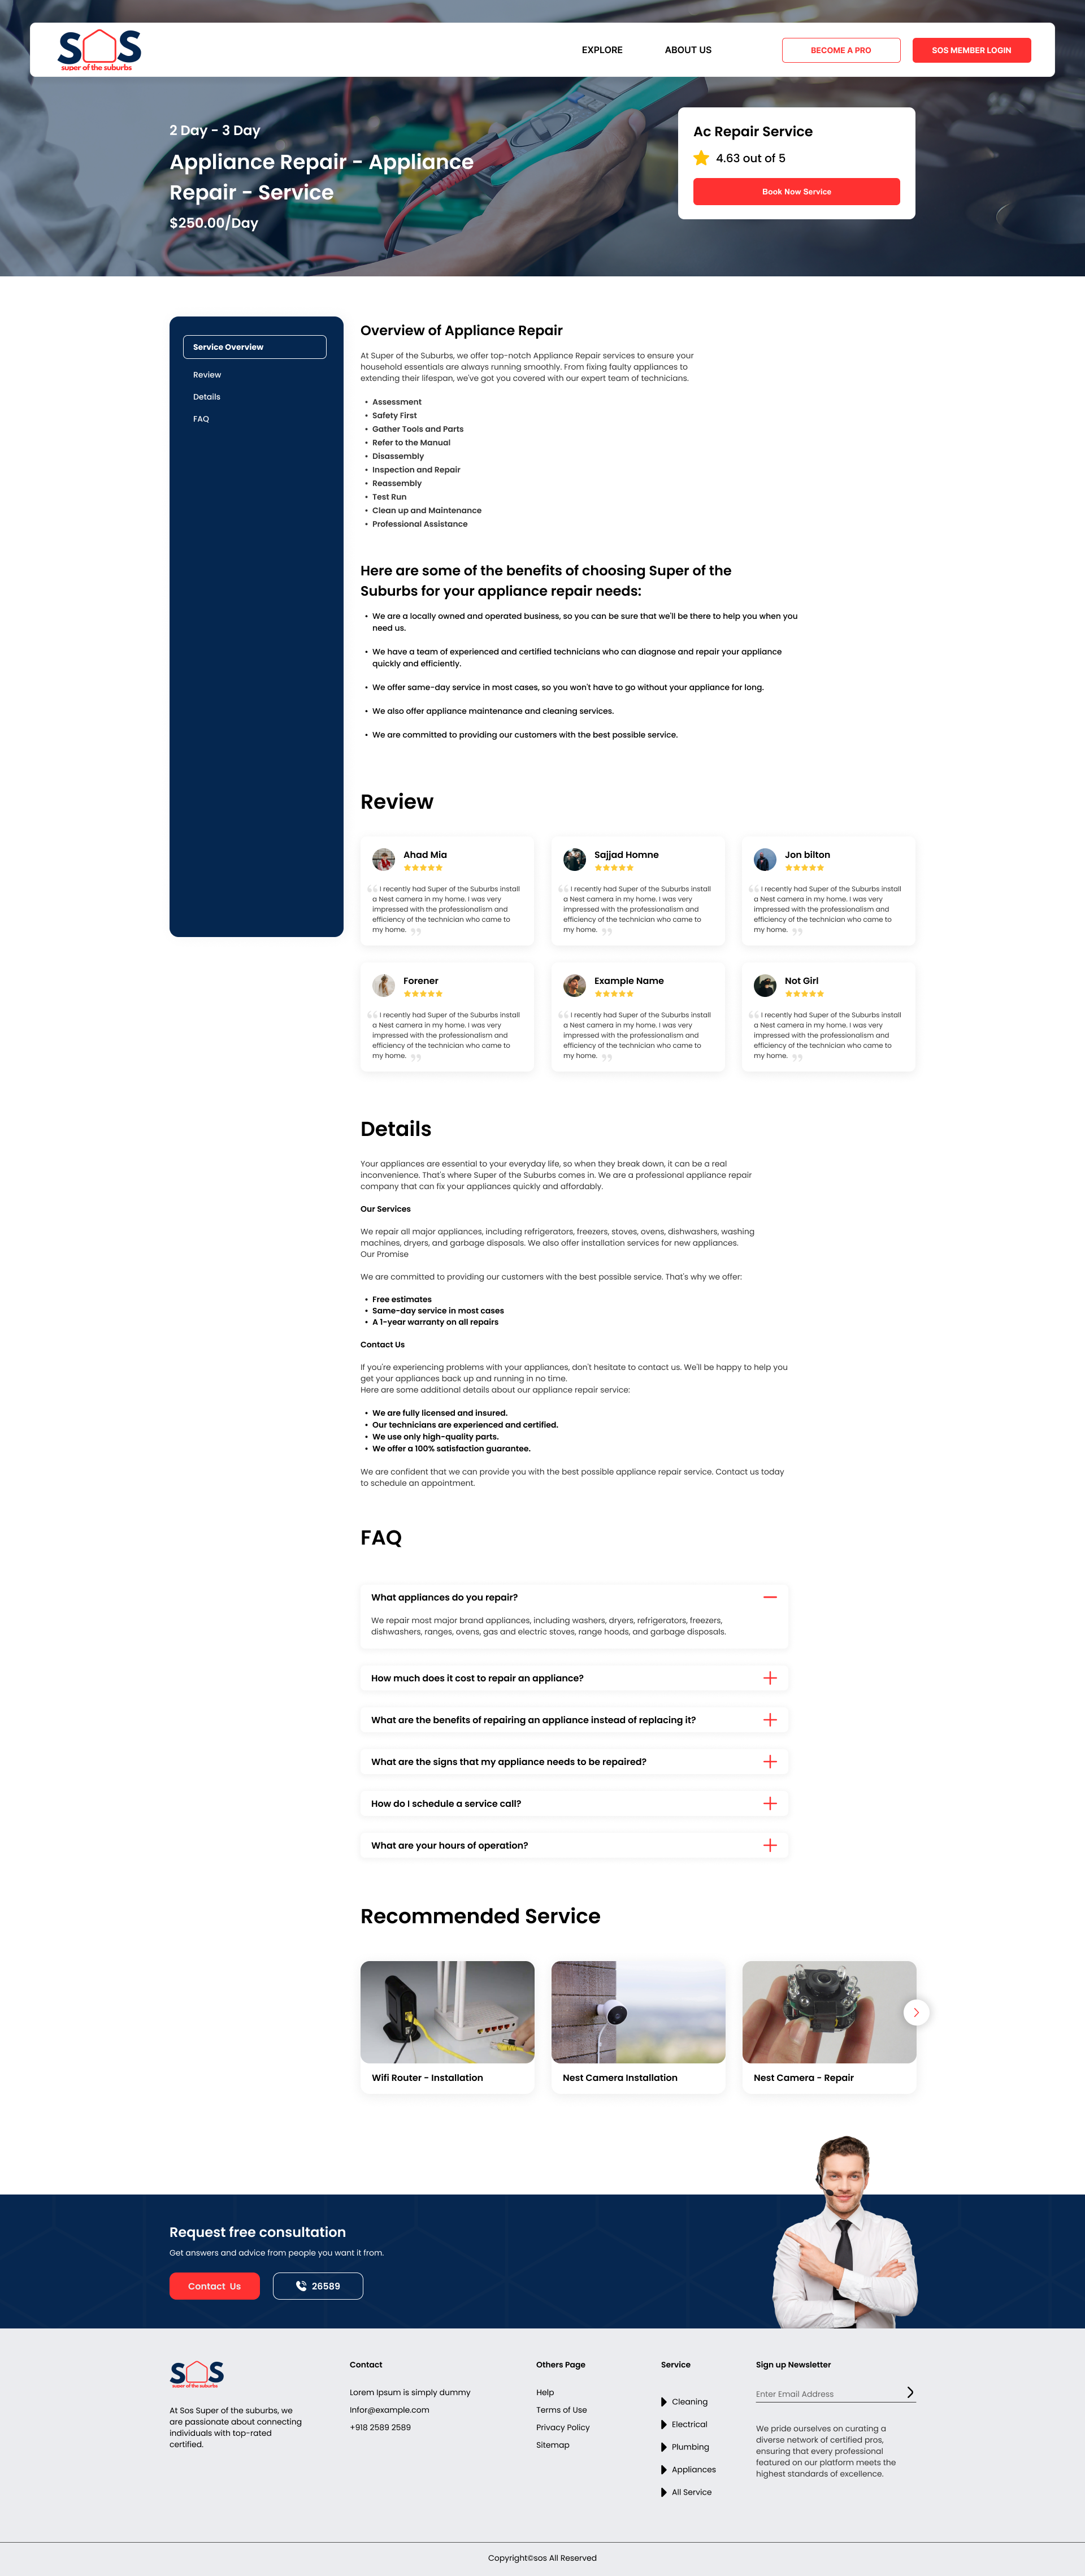 SOS
super of the suburbs
EXPLORE
ABOUT US
BECOME A PRO
SOS MEMBER LOGIN
2 Day - 3 Day
Appliance Repair - Appliance
Repair - Service
$250.00/Day
Ac Repair Service
4.63 out of 5
Book Now Service
Service Overview
Review
Details
FAQ
Overview of Appliance Repair
At Super of the Suburbs, we offer top-notch Appliance Repair services to ensure your
household essentials are always running smoothly. From fixing faulty appliances to
extending their lifespan, we've got you covered with our expert team of technicians.
• Assessment
• Safety First
• Gather Tools and Parts
• Refer to the Manual
• Disassembly
• Inspection and Repair
• Reassembly
• Test Run
• Clean up and Maintenance
• Professional Assistance
Here are some of the benefits of choosing Super of the
Suburbs for your appliance repair needs:
• We are a locally owned and operated business, so you can be sure that we'll be there to help you when you
need us.
• We have a team of experienced and certified technicians who can diagnose and repair your appliance
quickly and efficiently.
• We offer same-day service in most cases, so you won't have to go without your appliance for long.
• We also offer appliance maintenance and cleaning services.
• We are committed to providing our customers with the best possible service.
Review
Ahad Mia
“ I recently had Super of the Suburbs install
a Nest camera in my home. I was very
impressed with the professionalism and
efficiency of the technician who came to
my home. ”
Sajjad Homne
“ I recently had Super of the Suburbs install
a Nest camera in my home. I was very
impressed with the professionalism and
efficiency of the technician who came to
my home. ”
Jon bilton
“ I recently had Super of the Suburbs install
a Nest camera in my home. I was very
impressed with the professionalism and
efficiency of the technician who came to
my home. ”
Forener
“ I recently had Super of the Suburbs install
a Nest camera in my home. I was very
impressed with the professionalism and
efficiency of the technician who came to
my home. ”
Example Name
“ I recently had Super of the Suburbs install
a Nest camera in my home. I was very
impressed with the professionalism and
efficiency of the technician who came to
my home. ”
Not Girl
“ I recently had Super of the Suburbs install
a Nest camera in my home. I was very
impressed with the professionalism and
efficiency of the technician who came to
my home. ”
Details
Your appliances are essential to your everyday life, so when they break down, it can be a real
inconvenience. That's where Super of the Suburbs comes in. We are a professional appliance repair
company that can fix your appliances quickly and affordably.
Our Services
We repair all major appliances, including refrigerators, freezers, stoves, ovens, dishwashers, washing
machines, dryers, and garbage disposals. We also offer installation services for new appliances.
Our Promise
We are committed to providing our customers with the best possible service. That's why we offer:
• Free estimates
• Same-day service in most cases
• A 1-year warranty on all repairs
Contact Us
If you're experiencing problems with your appliances, don't hesitate to contact us. We'll be happy to help you
get your appliances back up and running in no time.
Here are some additional details about our appliance repair service:
• We are fully licensed and insured.
• Our technicians are experienced and certified.
• We use only high-quality parts.
• We offer a 100% satisfaction guarantee.
We are confident that we can provide you with the best possible appliance repair service. Contact us today
to schedule an appointment.
FAQ
What appliances do you repair?
We repair most major brand appliances, including washers, dryers, refrigerators, freezers,
dishwashers, ranges, ovens, gas and electric stoves, range hoods, and garbage disposals.
How much does it cost to repair an appliance?
What are the benefits of repairing an appliance instead of replacing it?
What are the signs that my appliance needs to be repaired?
How do I schedule a service call?
What are your hours of operation?
Recommended Service
Wifi Router - Installation
Nest Camera Installation
Nest Camera - Repair
Request free consultation
Get answers and advice from people you want it from.
Contact Us
26589
SOS
super of the suburbs
At Sos Super of the suburbs, we
are passionate about connecting
individuals with top-rated
certified.
Contact
Lorem Ipsum is simply dummy
Infor@example.com
+918 2589 2589
Others Page
Help
Terms of Use
Privacy Policy
Sitemap
Service
Cleaning
Electrical
Plumbing
Appliances
All Service
Sign up Newsletter
Enter Email Address
We pride ourselves on curating a
diverse network of certified pros,
ensuring that every professional
featured on our platform meets the
highest standards of excellence.
Copyright©sos All Reserved